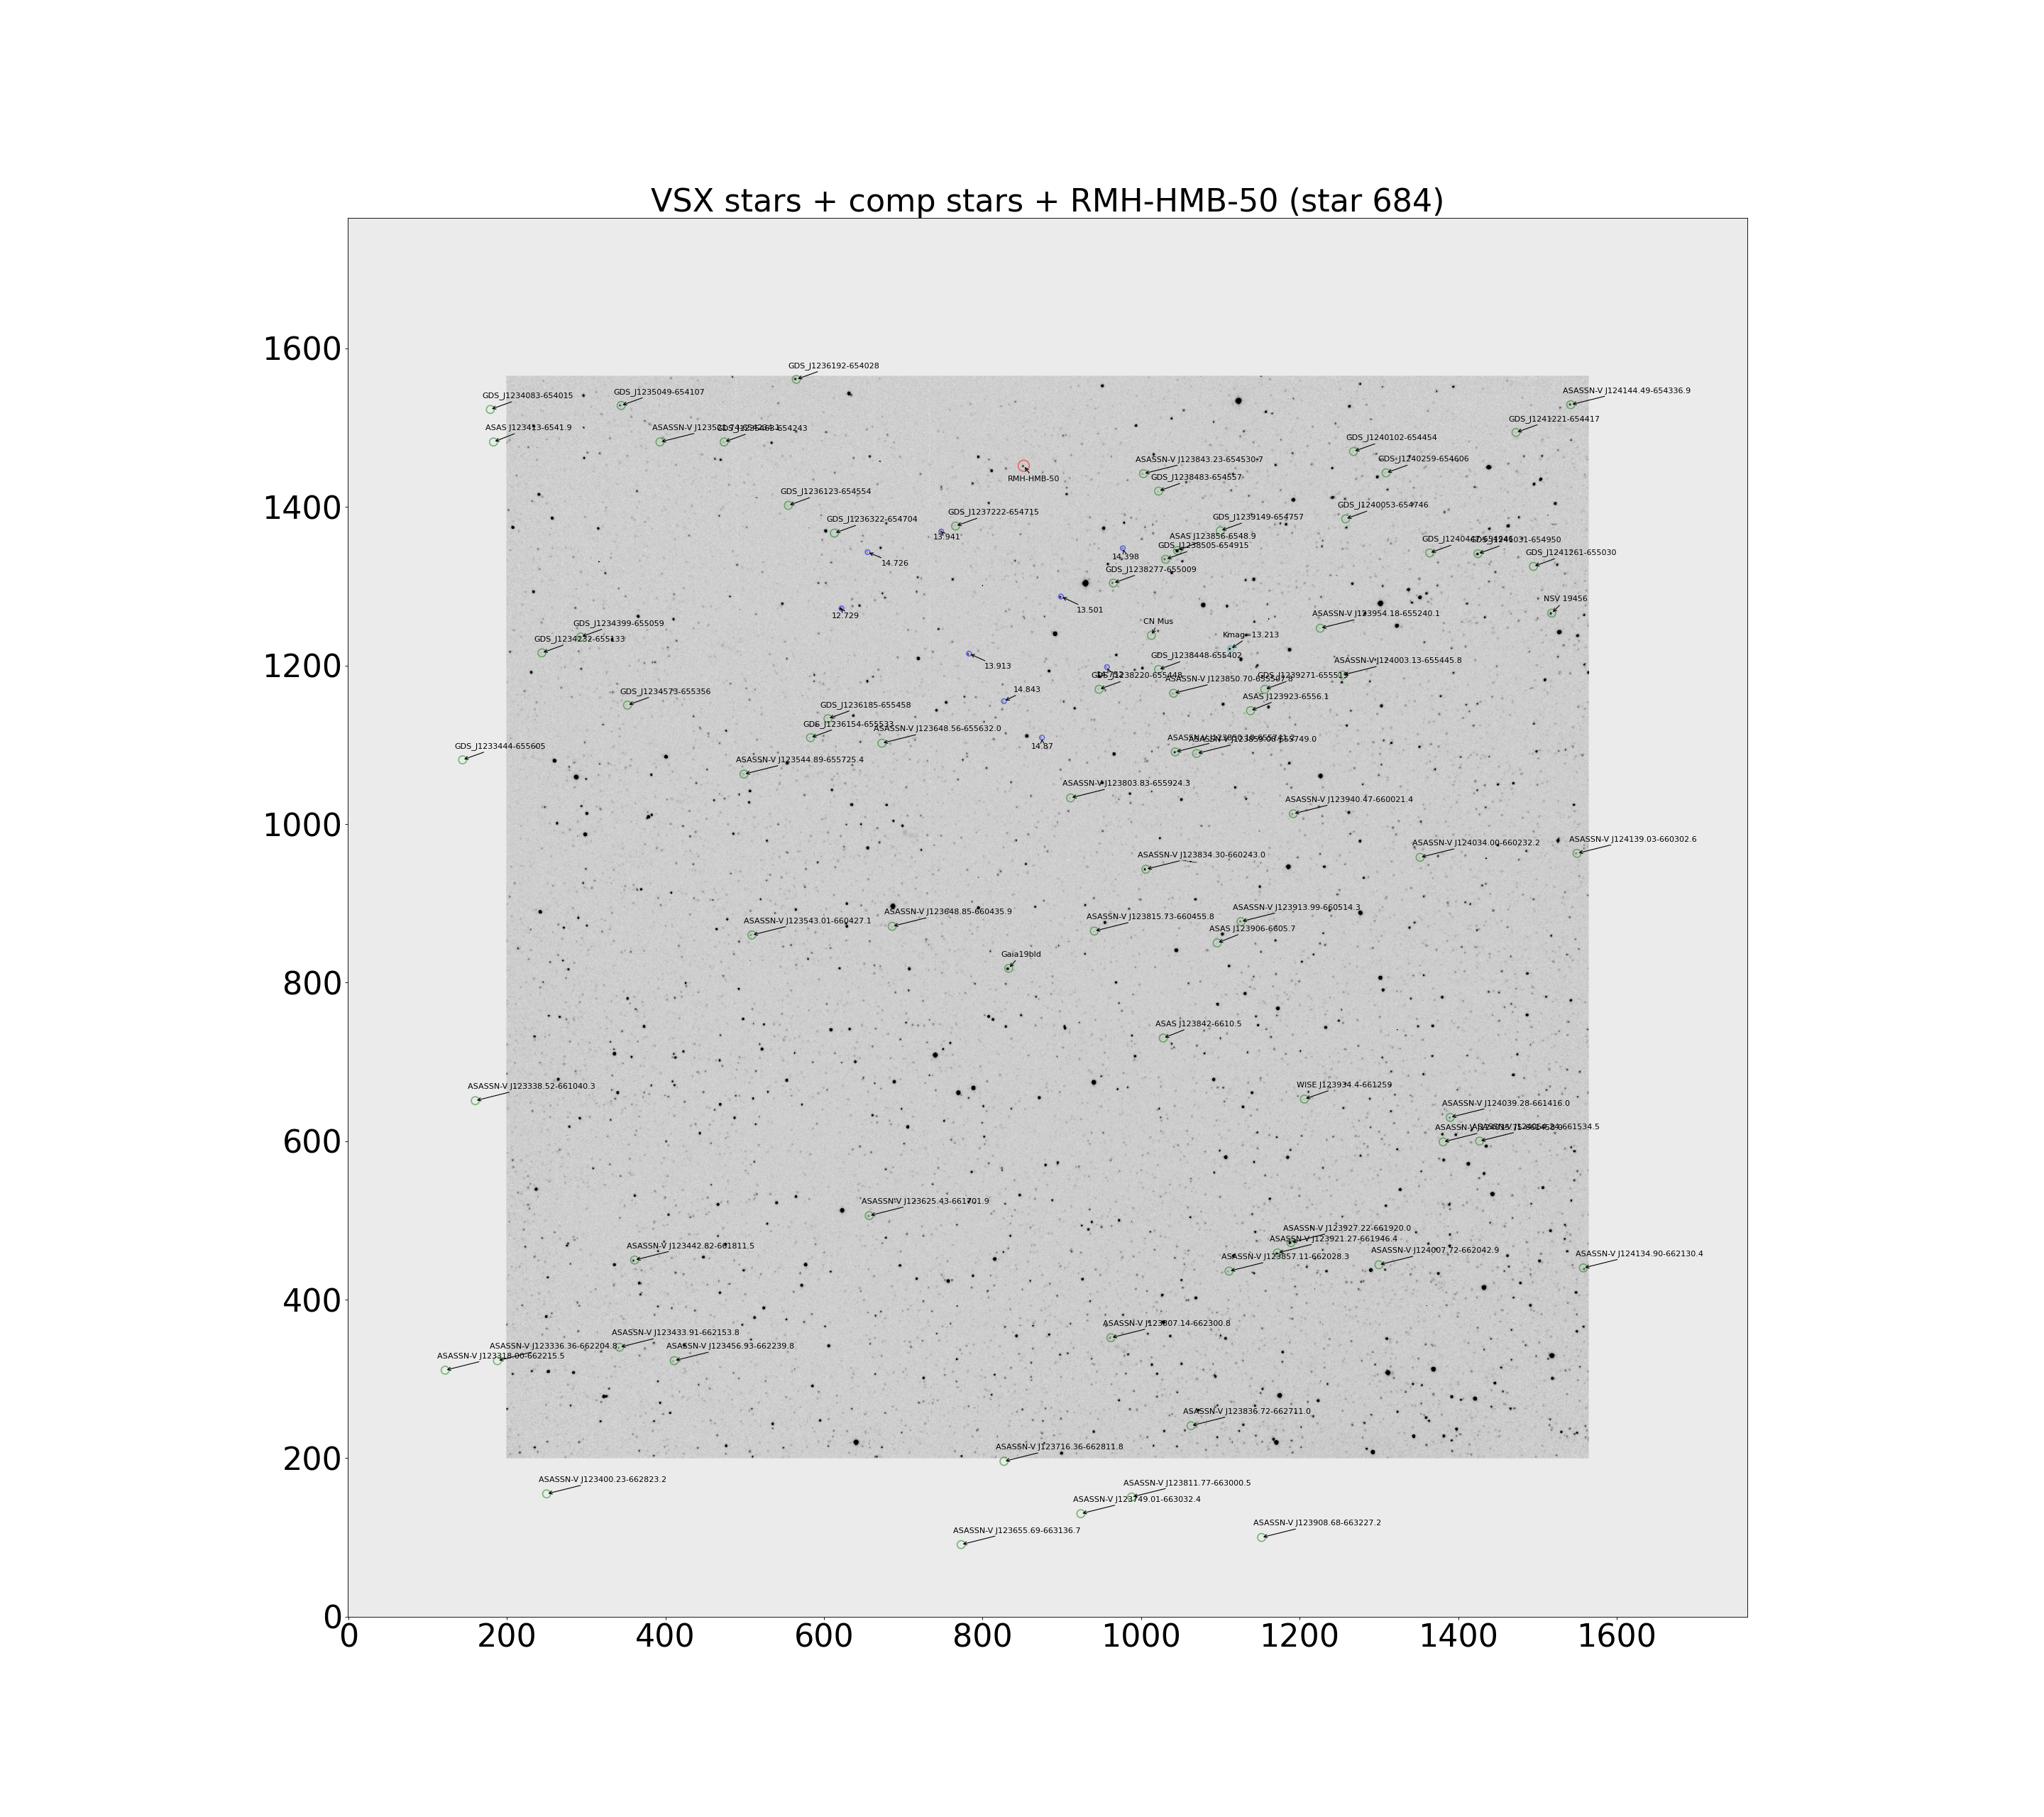 VSX stars + comp stars + RMH-HMB-50 (star 684)
GDS_J1236192-654028
GDS_J1234083-654015
GDS_J1235049-654107
ASASSN-V J124144.49-654336.9
GDS_J1241221-654417
GDS_J1240102-654454
ASASSN-V J123843.23-654530.7
GDS_J1240259-654606
RMH-HMB-50
GDS_J1238483-654557
GDS_J1236123-654554
GDS_J1240053-654746
GDS_J1237222-654715
GDS_J1236322-654704
GDS_J1239149-654757
13.941
ASAS J123856-6548.9
GDS_J1238505-654915
14.398
GDS_J1241261-655030
14.726
GDS_J1238277-655009
NSV 19456
13.501
12.729
ASASSN-V J123954.18-655240.1
CN Mus
GDS_J1234399-655059
Kmag=13.213
GDS_J1234232-655133
GDS_J1238448-655402
13.913
ASASSN-V J124003.13-655445.8
14.843
GDS_J1234573-655356
ASAS J123923-6556.1
GDS_J1236185-655458
GDS_J1236154-655533
ASASSN-V J123648.56-655632.0
14.87
GDS_J1233444-655605
ASASSN-V J123544.89-655725.4
ASASSN-V J123803.83-655924.3
ASASSN-V J123940.47-660021.4
ASASSN-V J124034.00-660232.2
ASASSN-V J124139.03-660302.6
ASASSN-V J123834.30-660243.0
ASASSN-V J123648.85-660435.9
ASASSN-V J123913.99-660514.3
ASASSN-V J123543.01-660427.1
ASASSN-V J123815.73-660455.8
ASAS J123906-6605.7
Gaia19bld
ASAS J123842-6610.5
ASASSN-V J123338.52-661040.3
WISE J123934.4-661259
ASASSN-V J124039.28-661416.0
ASASSN-V J123625.43-661701.9
ASASSN-V J123927.22-661920.0
ASASSN-V J123921.27-661946.4
ASASSN-V J123442.82-661811.5
ASASSN-V J124007.72-662042.9
ASASSN-V J124134.90-662130.4
ASASSN-V J123857.11-662028.3
ASASSN-V J123807.14-662300.8
ASASSN-V J123433.91-662153.8
ASASSN-V J123336.36-662204.8
ASASSN-V J123456.93-662239.8
ASASSN-V J123318.00-662215.5
ASASSN-V J123836.72-662711.0
ASASSN-V J123716.36-662811.8
ASASSN-V J123400.23-662823.2
ASASSN-V J123811.77-663000.5
ASASSN-V J123749.01-663032.4
ASASSN-V J123908.68-663227.2
ASASSN-V J123655.69-663136.7
1600
1400
1200
1000
800
600
400
200
0
0 200 400 600 800 1000 1200 1400 1600